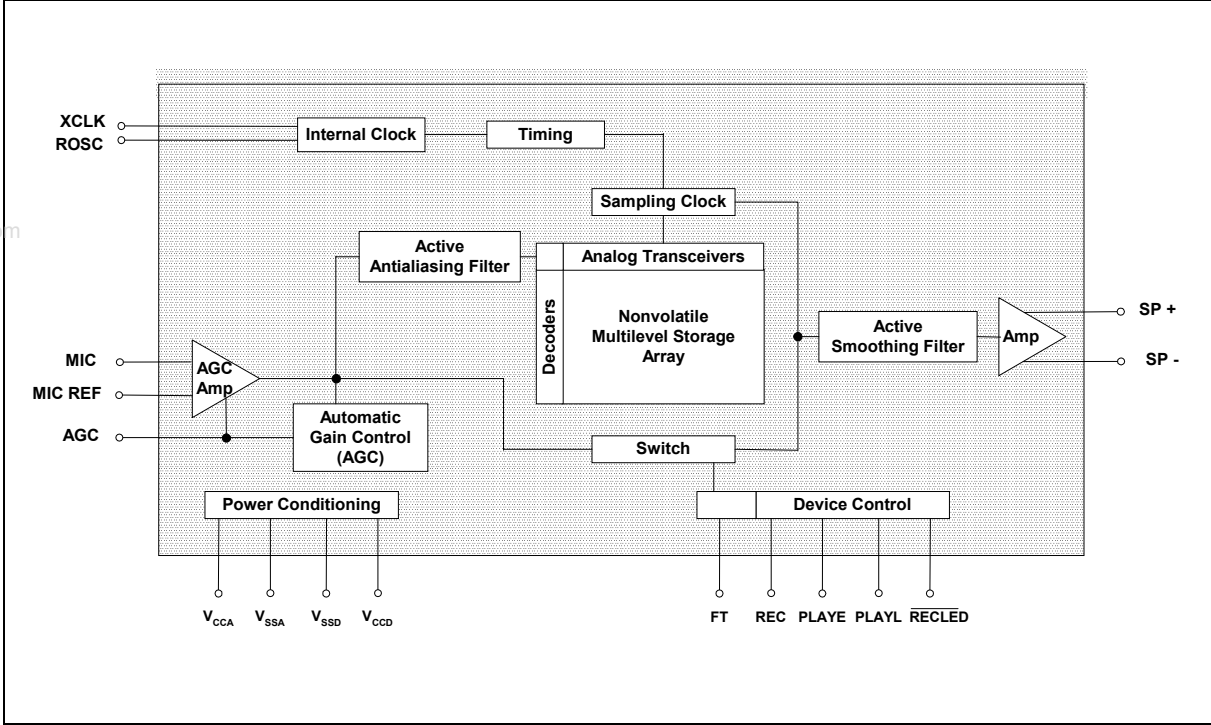 XCLK
ROSC
Internal Clock
Timing
Sampling Clock
om
Active
Antialiasing Filter
Analog Transceivers
Decoders
Nonvolatile
Multilevel Storage
Array
Active
Smoothing Filter
Amp
SP +
SP -
MIC
MIC REF
AGC
AGC
Amp
Automatic
Gain Control
(AGC)
Switch
Power Conditioning
Device Control
VCCA
VSSA
VSSD
VCCD
FT
REC
PLAYE
PLAYL
RECLED